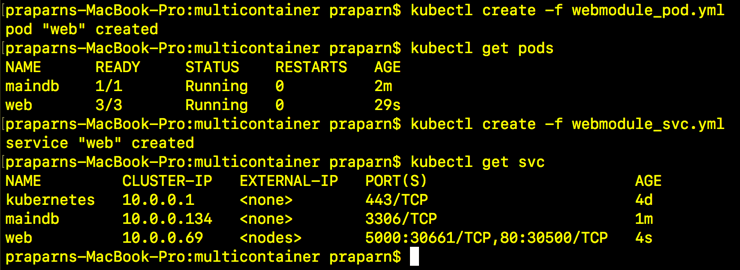 praparns-MacBook-Pro:multicontainer praparn$ kubectl create -f webmodule_pod.yml
pod "web" created
praparns-MacBook-Pro:multicontainer praparn$ kubectl get pods
NAME READY STATUS RESTARTS AGE
maindb 1/1 Running 0 2m
web 3/3 Running 0 29s
praparns-MacBook-Pro:multicontainer praparn$ kubectl create -f webmodule_svc.yml
service "web" created
praparns-MacBook-Pro:multicontainer praparn$ kubectl get svc
NAME CLUSTER-IP EXTERNAL-IP PORT(S) AGE
kubernetes 10.0.0.1 <none> 443/TCP 4d
maindb 10.0.0.134 <none> 3306/TCP 1m
web 10.0.0.69 <nodes> 5000:30661/TCP,80:30500/TCP 4s
praparns-MacBook-Pro:multicontainer praparn$